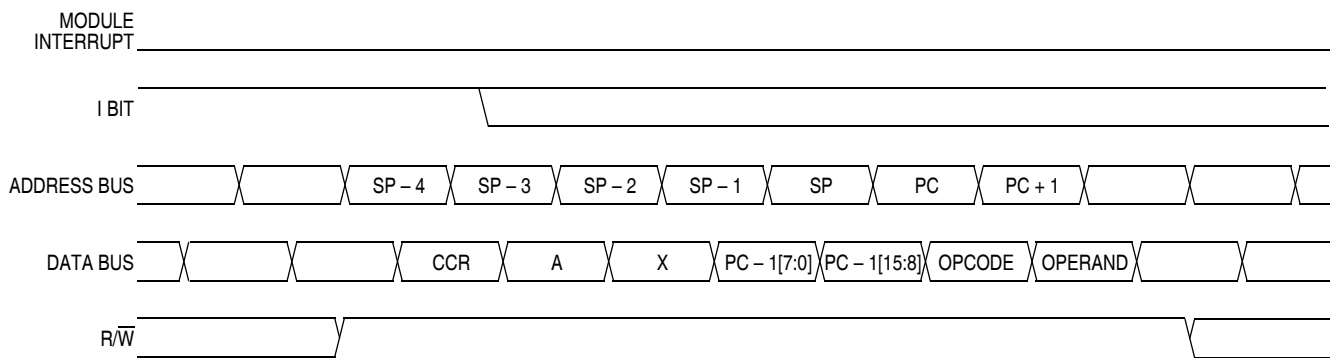 MODULE
INTERRUPT
I BIT
ADDRESS BUS SP – 4 SP – 3 SP – 2 SP – 1 SP PC PC + 1
DATA BUS CCR A X PC – 1[7:0] PC – 1[15:8] OPCODE OPERAND
R/W̅